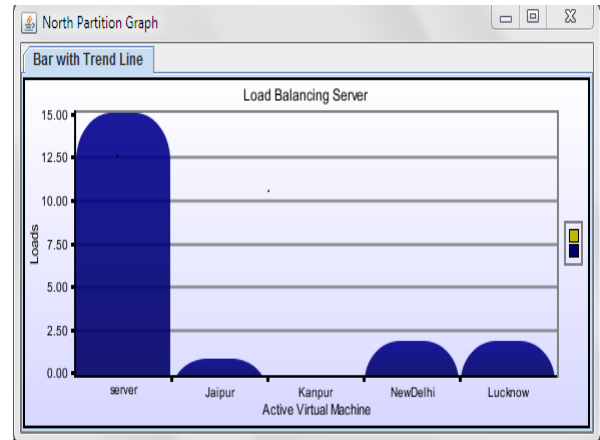 North Partition Graph
Bar with Trend Line
Load Balancing Server
15.00
12.50
10.00
7.50
5.00
2.50
0.00
Loads
server
Jaipur
Kanpur
NewDelhi
Lucknow
Active Virtual Machine